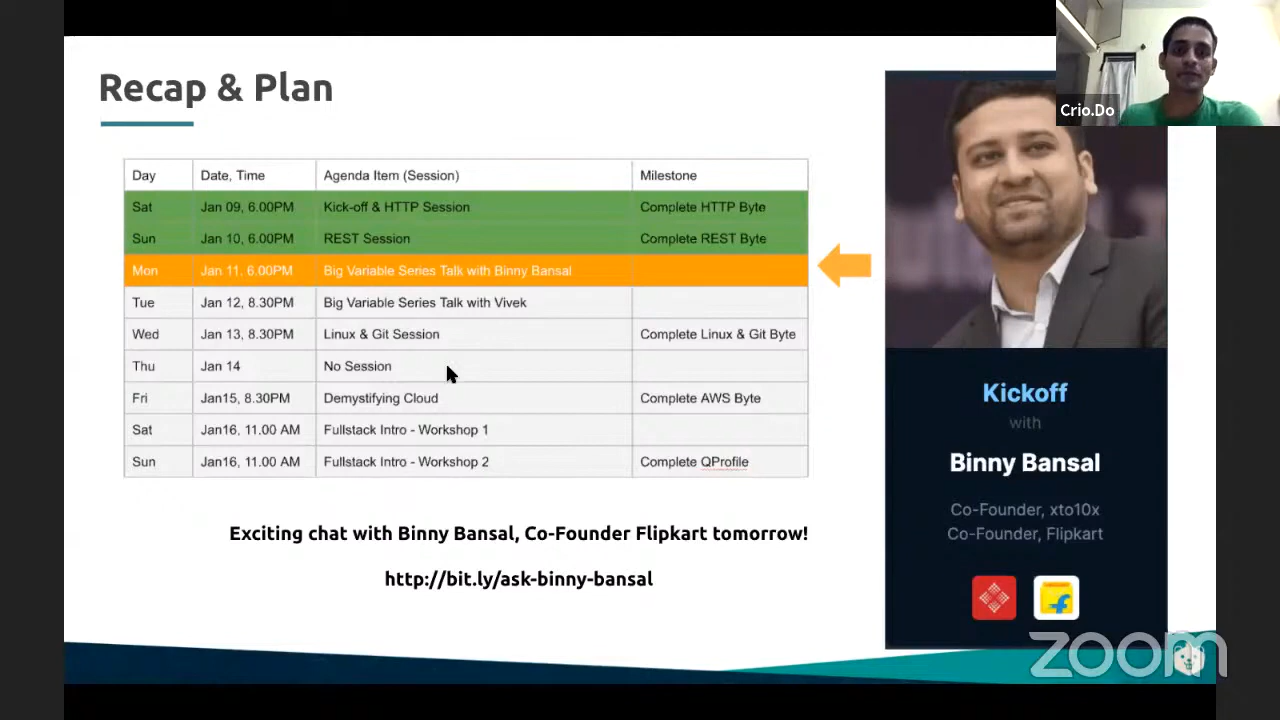 Recap & Plan
Crio.Do
Day Date, Time Agenda Item (Session) Milestone
Sat Jan 09, 6.00PM Kick-off & HTTP Session Complete HTTP Byte
Sun Jan 10, 6.00PM REST Session Complete REST Byte
Mon Jan 11. 6.00PM Big Variable Series Talk with Binny Bansal
Tue Jan 12, 8.30PM Big Variable Series Talk with Vivek
Wed Jan 13, 8.30PM Linux & Git Session Complete Linux & Git Byte
Thu Jan 14 No Session
Fri Jan15, 8.30PM Demystifying Cloud Complete AWS Byte
Sat Jan16, 11.00 AM Fullstack Intro - Workshop 1
Sun Jan16, 11.00 AM Fullstack Intro - Workshop 2 Complete QProfile
Exciting chat with Binny Bansal, Co-Founder Flipkart tomorrow!
http://bit.ly/ask-binny-bansal
Kickoff
with
Binny Bansal
Co-Founder, xto10x
Co-Founder, Flipkart
zoom